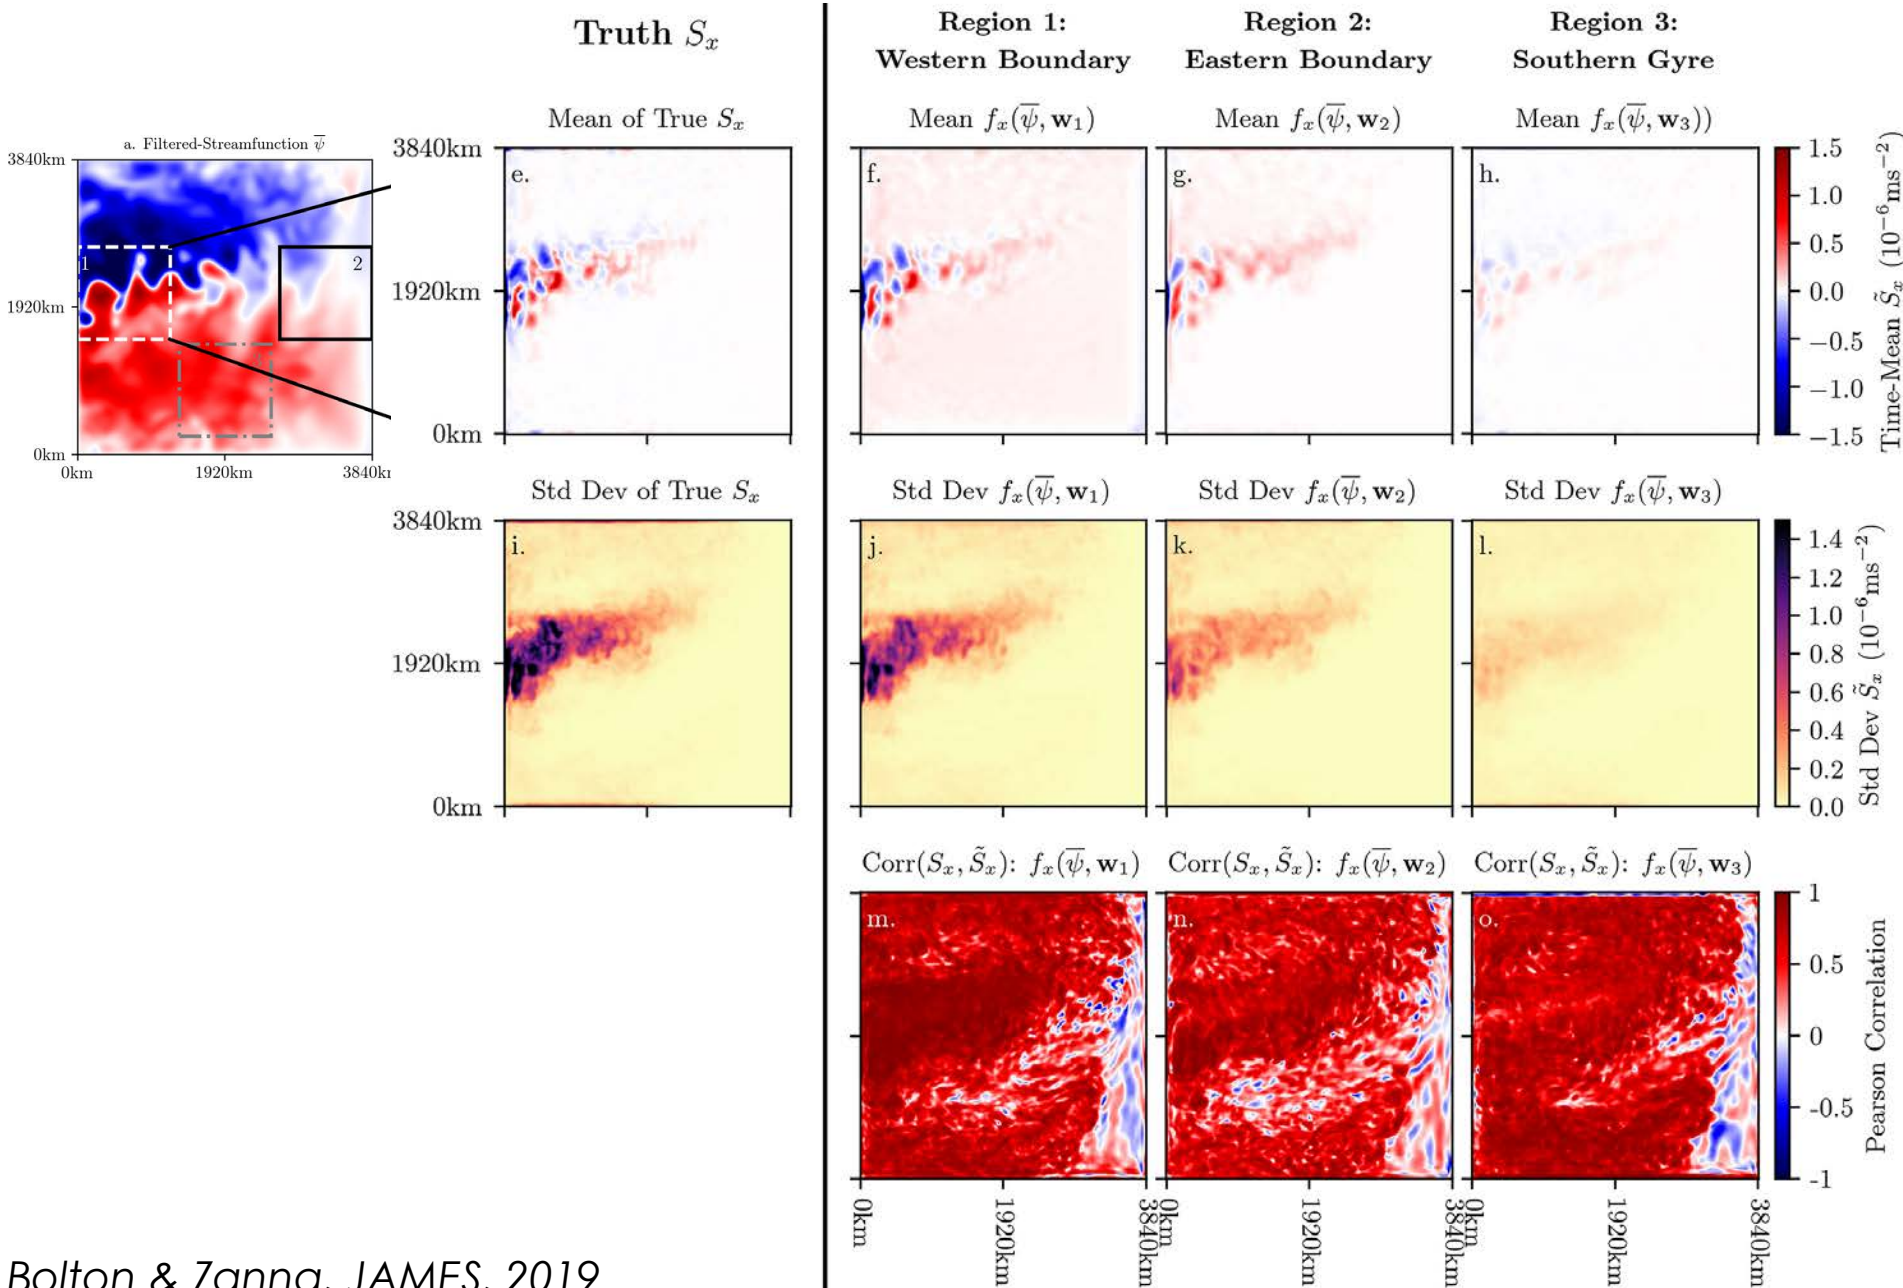 Truth $S_x$
Region 1:
Western Boundary
Region 2:
Eastern Boundary
Region 3:
Southern Gyre
a. Filtered-Streamfunction $\overline{\psi}$
3840km
1920km
0km
0km
1920km
3840k
1
2
Mean of True $S_x$
Mean $f_x(\overline{\psi}, \mathbf{w}_1)$
Mean $f_x(\overline{\psi}, \mathbf{w}_2)$
Mean $f_x(\overline{\psi}, \mathbf{w}_3))$
3840km
1920km
0km
e.
f.
g.
h.
1.5
1.0
0.5
0.0
−0.5
−1.0
−1.5
Time-Mean $\tilde{S}_x$ ($10^{-6}$ms$^{-2}$)
Std Dev of True $S_x$
Std Dev $f_x(\overline{\psi}, \mathbf{w}_1)$
Std Dev $f_x(\overline{\psi}, \mathbf{w}_2)$
Std Dev $f_x(\overline{\psi}, \mathbf{w}_3)$
3840km
1920km
0km
i.
j.
k.
l.
1.4
1.2
1.0
0.8
0.6
0.4
0.2
0.0
Std Dev $\tilde{S}_x$ ($10^{-6}$ms$^{-2}$)
Corr($S_x, \tilde{S}_x$): $f_x(\overline{\psi}, \mathbf{w}_1)$
Corr($S_x, \tilde{S}_x$): $f_x(\overline{\psi}, \mathbf{w}_2)$
Corr($S_x, \tilde{S}_x$): $f_x(\overline{\psi}, \mathbf{w}_3)$
m.
n.
o.
1
0.5
0
-0.5
-1
Pearson Correlation
0km
1920km
3840km
0km
1920km
3840km
0km
1920km
3840km
Bolton & Zanna, JAMES, 2019